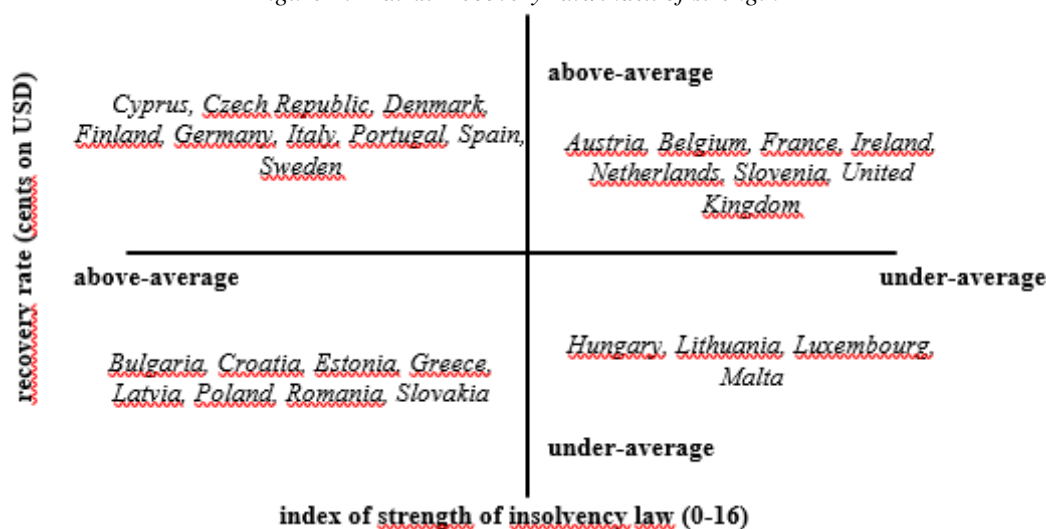 above-average
Cyprus, Czech Republic, Denmark,
Finland, Germany, Italy, Portugal, Spain,
Sweden
Austria, Belgium, France, Ireland,
Netherlands, Slovenia, United
Kingdom
recovery rate (cents on USD)
above-average
under-average
Bulgaria, Croatia, Estonia, Greece,
Latvia, Poland, Romania, Slovakia
Hungary, Lithuania, Luxembourg,
Malta
under-average
index of strength of insolvency law (0-16)